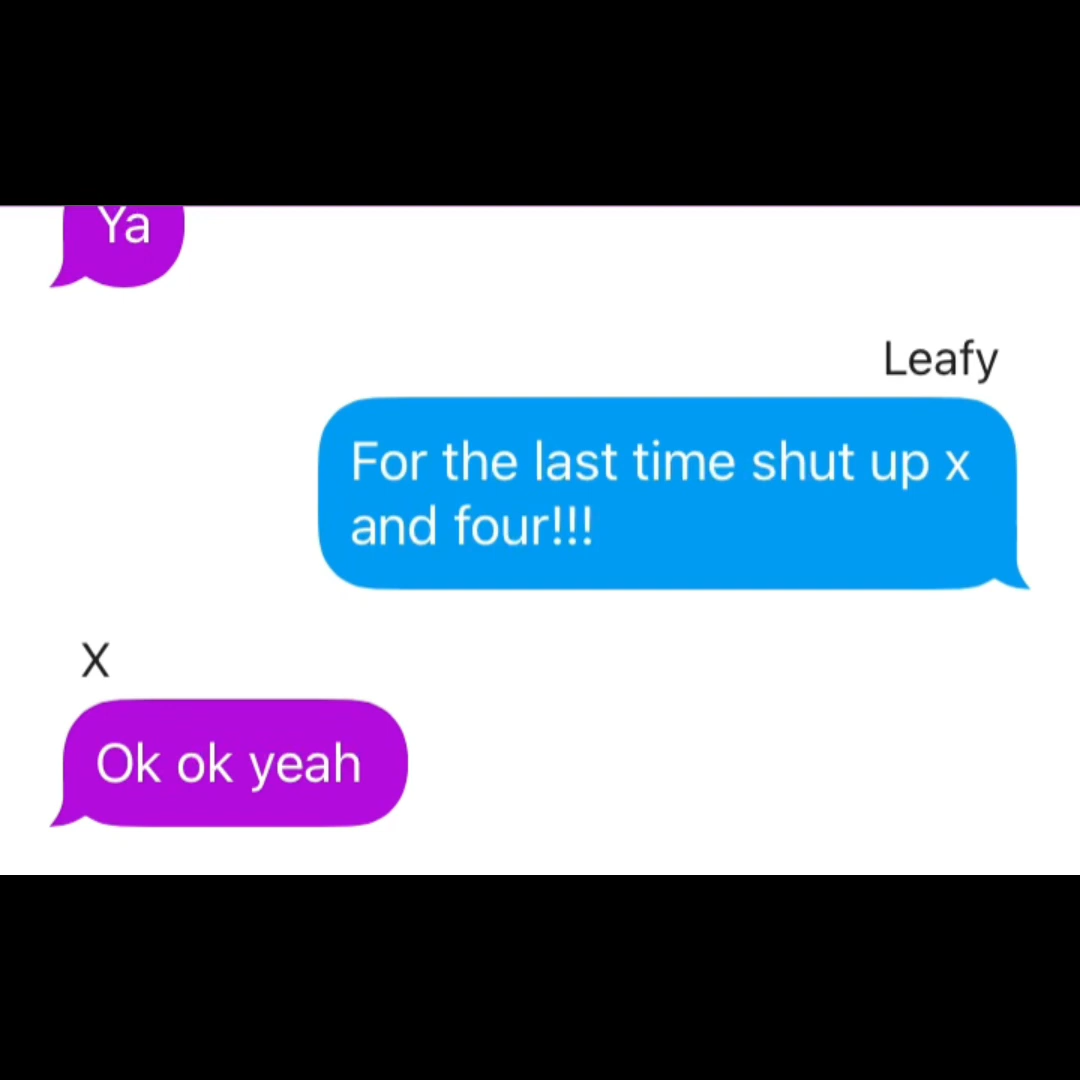 Ya
Leafy
For the last time shut up x
and four!!!
X
Ok ok yeah